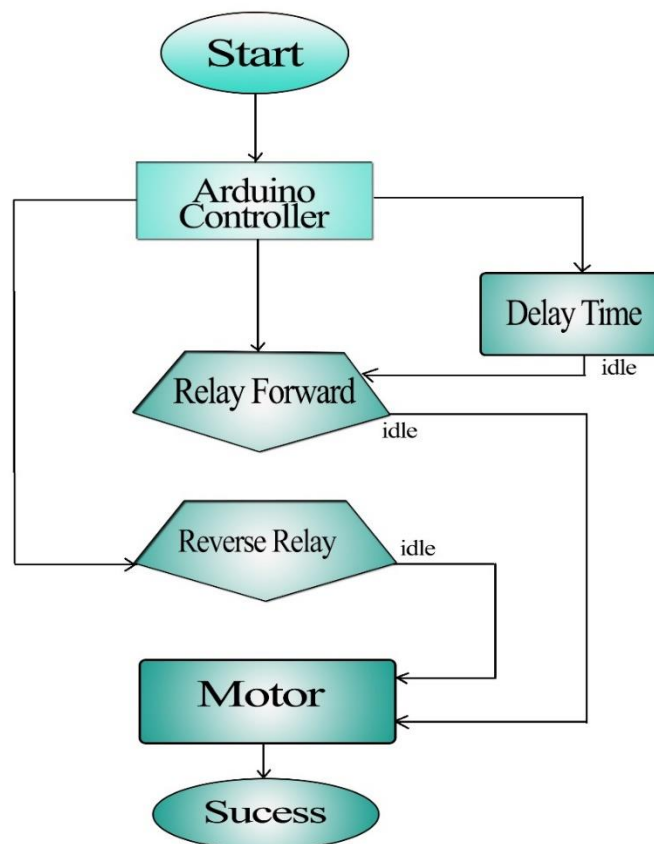 Start
Arduino
Controller
Delay Time
idle
Relay Forward
idle
Reverse Relay
idle
Motor
Sucess